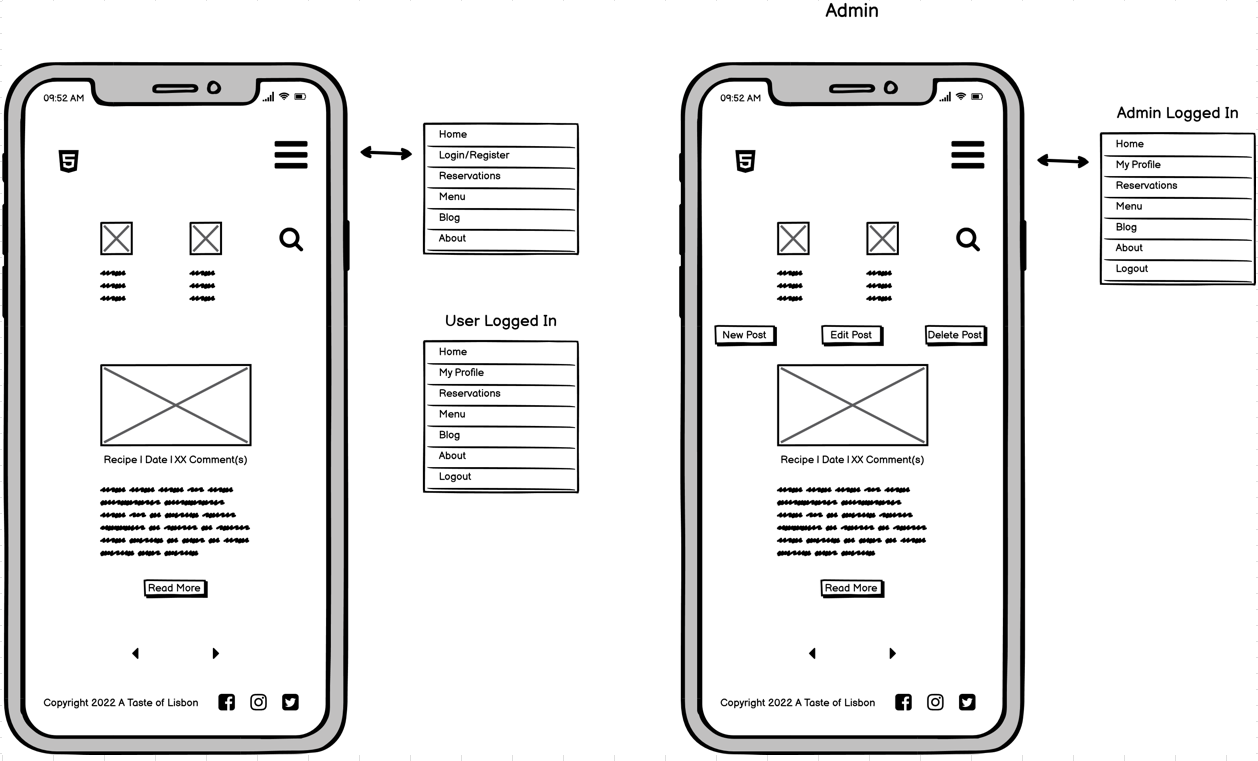 Admin
09:52 AM
5
Home
Login/Register
Reservations
Menu
Blog
About
User Logged In
Home
My Profile
Reservations
Menu
Blog
About
Logout
Recipe | Date | XX Comment(s)
Read More
Copyright 2022 A Taste of Lisbon
09:52 AM
5
Admin Logged In
Home
My Profile
Reservations
Menu
Blog
About
Logout
New Post
Edit Post
Delete Post
Recipe | Date | XX Comment(s)
Read More
Copyright 2022 A Taste of Lisbon